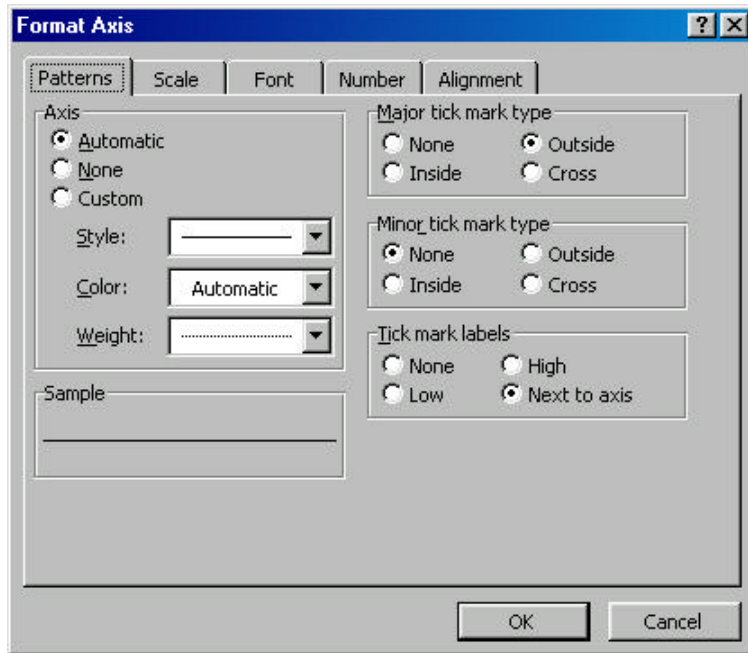 Format Axis
?
Patterns Scale Font Number Alignment
Axis
Automatic
None
Custom
Style:
Color: Automatic
Weight:
Sample
Major tick mark type
None Outside
Inside Cross
Minor tick mark type
None Outside
Inside Cross
Tick mark labels
None High
Low Next to axis
OK Cancel